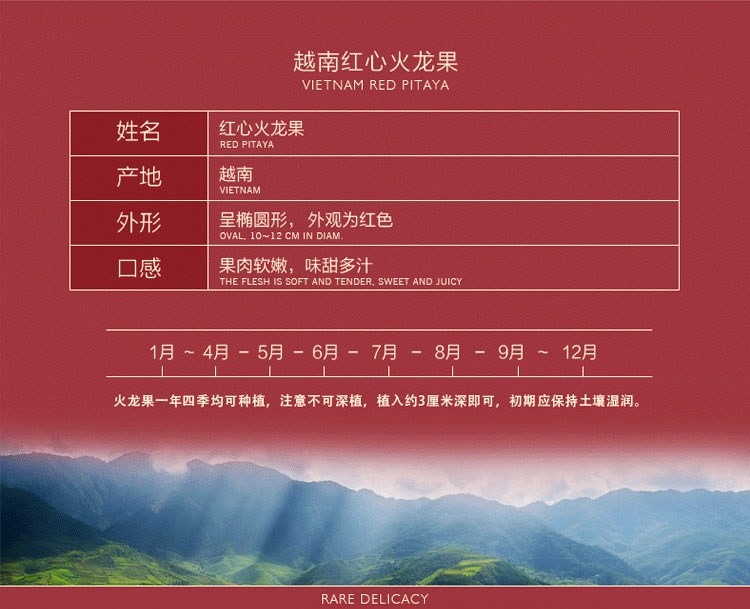 越南红心火龙果
VIETNAM RED PITAYA
姓名
红心火龙果
RED PITAYA
产地
越南
VIETNAM
外形
呈椭圆形，外观为红色
OVAL, 10~12 CM IN DIAM.
口感
果肉软嫩，味甜多汁
THE FLESH IS SOFT AND TENDER, SWEET AND JUICY
1月 ~ 4月 - 5月 - 6月 - 7月 - 8月 - 9月 ~ 12月
火龙果一年四季均可种植，注意不可深植，植入约3厘米深即可，初期应保持土壤湿润。
RARE DELICACY